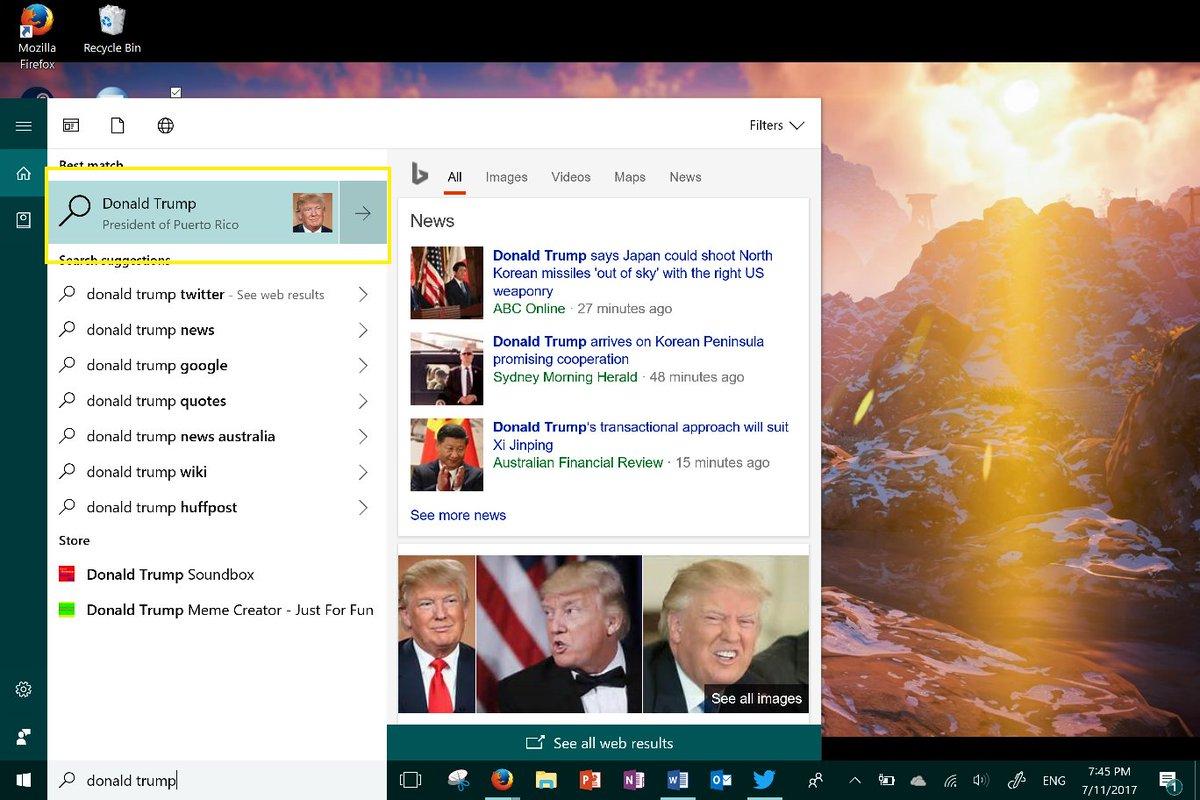 Mozilla
Firefox
Recycle Bin
Filters
Best match
Donald Trump
President of Puerto Rico
Search suggestions
donald trump twitter - See web results
donald trump news
donald trump google
donald trump quotes
donald trump news australia
donald trump wiki
donald trump huffpost
Store
Donald Trump Soundbox
Donald Trump Meme Creator - Just For Fun
donald trump
All Images Videos Maps News
News
Donald Trump says Japan could shoot North
Korean missiles 'out of sky' with the right US
weaponry
ABC Online · 27 minutes ago
Donald Trump arrives on Korean Peninsula
promising cooperation
Sydney Morning Herald · 48 minutes ago
Donald Trump's transactional approach will suit
Xi Jinping
Australian Financial Review · 15 minutes ago
See more news
See all images
See all web results
ENG
7:45 PM
7/11/2017
1